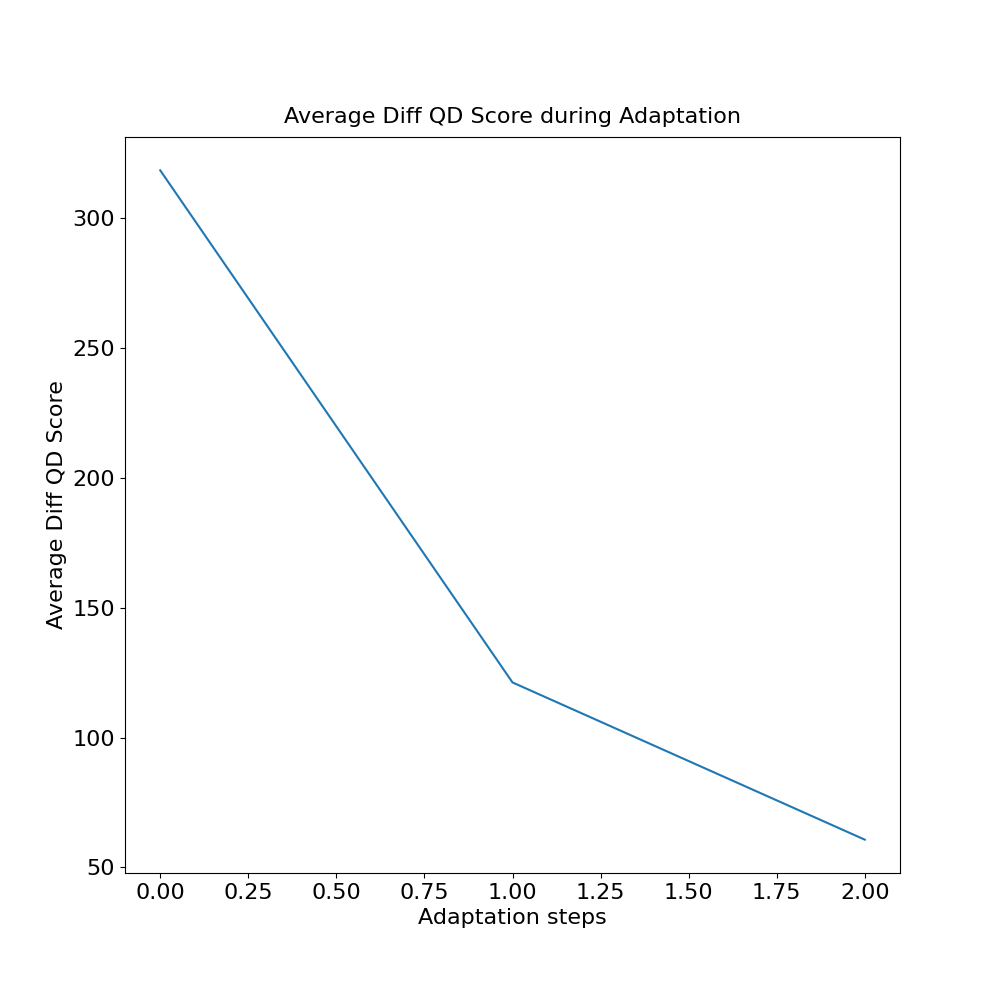 Average Diff QD Score during Adaptation
Average Diff QD Score
300
250
200
150
100
50
0.00 0.25 0.50 0.75 1.00 1.25 1.50 1.75 2.00
Adaptation steps